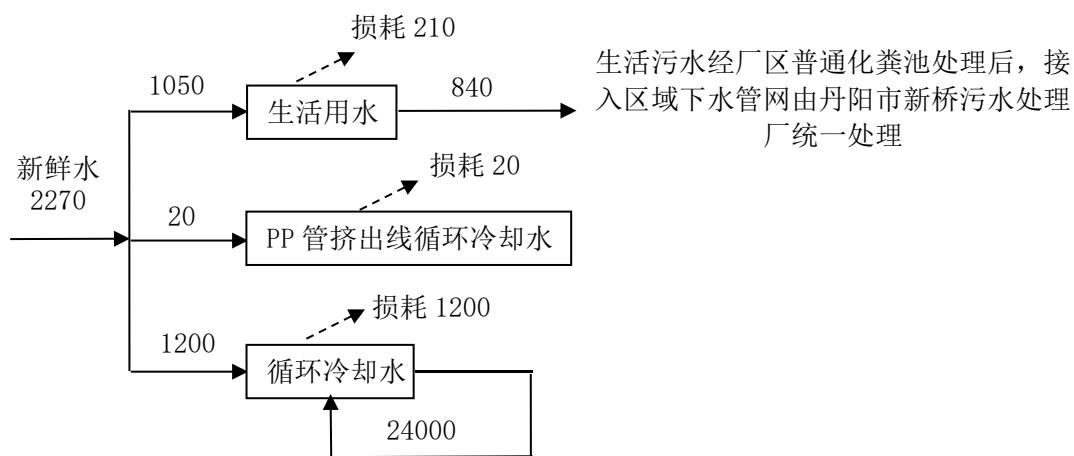 损耗 210
生活污水经厂区普通化粪池处理后，接
入区域下水管网由丹阳市新桥污水处理
厂统一处理
1050
生活用水
840
新鲜水
2270
损耗 20
20
PP 管挤出线循环冷却水
损耗 1200
1200
循环冷却水
24000